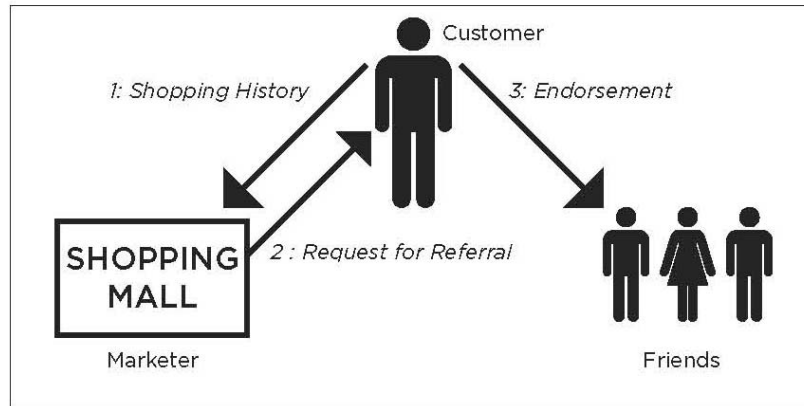 Customer
1: Shopping History
3: Endorsement
2 : Request for Referral
SHOPPING
MALL
Marketer
Friends